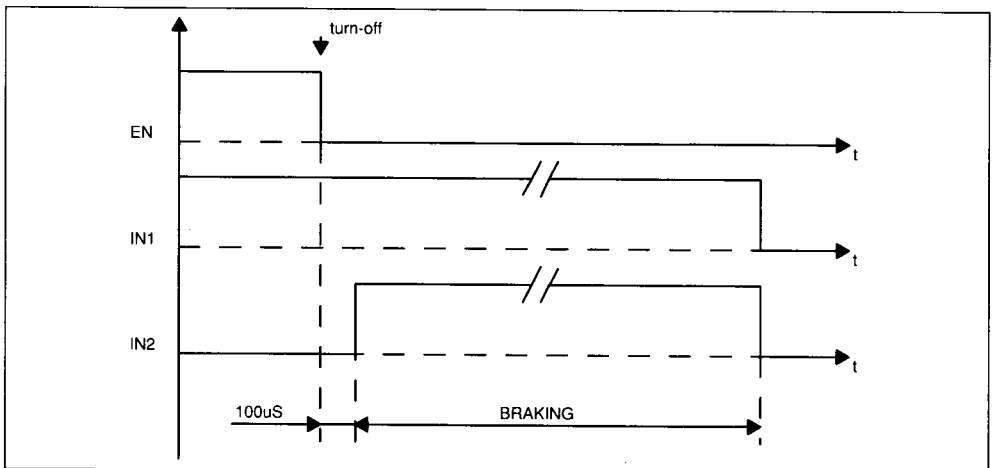 turn-off
EN
t
IN1
t
IN2
t
100uS
BRAKING